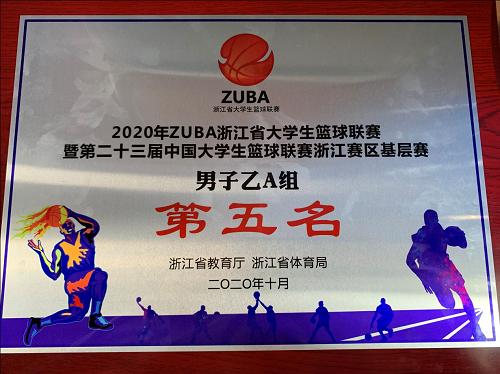 ZUBA
浙江省大学生篮球联赛
2020年ZUBA浙江省大学生篮球联赛
暨第二十三届中国大学生篮球联赛浙江赛区基层赛
男子乙A组
第五名
浙江省教育厅 浙江省体育局
二〇二〇年十月